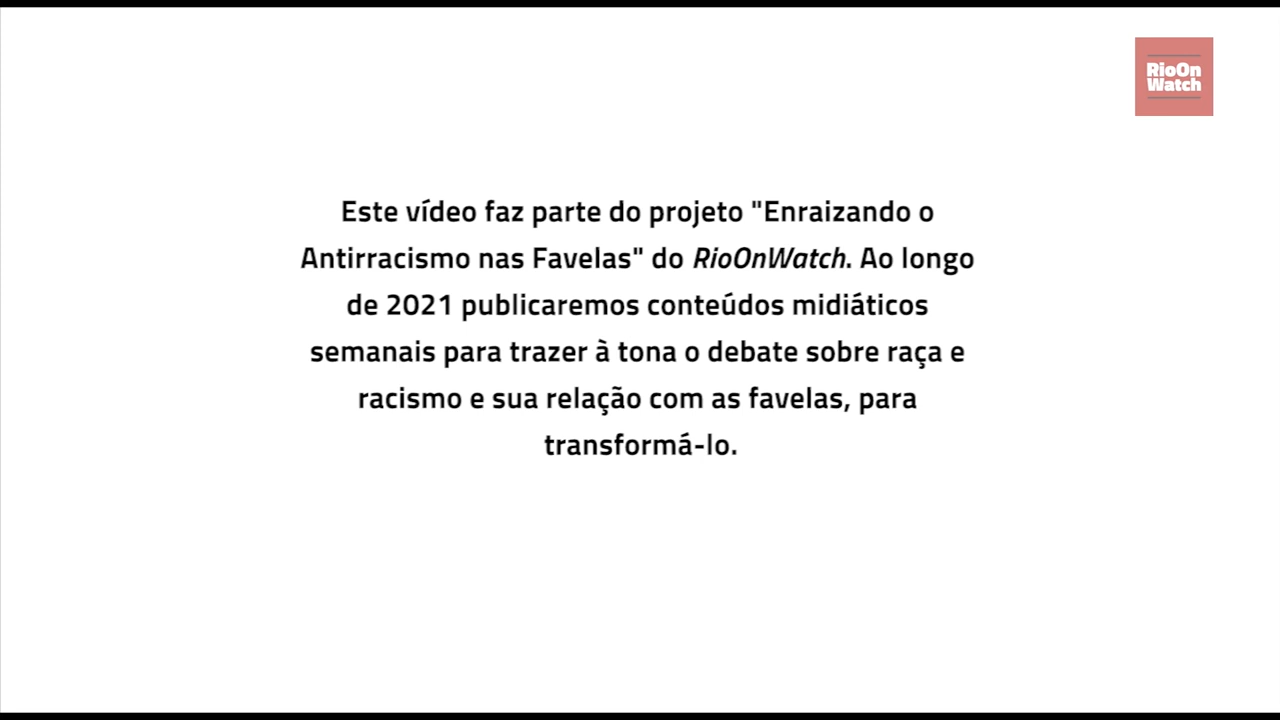 RioOn
Watch
Este vídeo faz parte do projeto "Enraizando o
Antirracismo nas Favelas" do RioOnWatch. Ao longo
de 2021 publicaremos conteúdos midiáticos
semanais para trazer à tona o debate sobre raça e
racismo e sua relação com as favelas, para
transformá-lo.